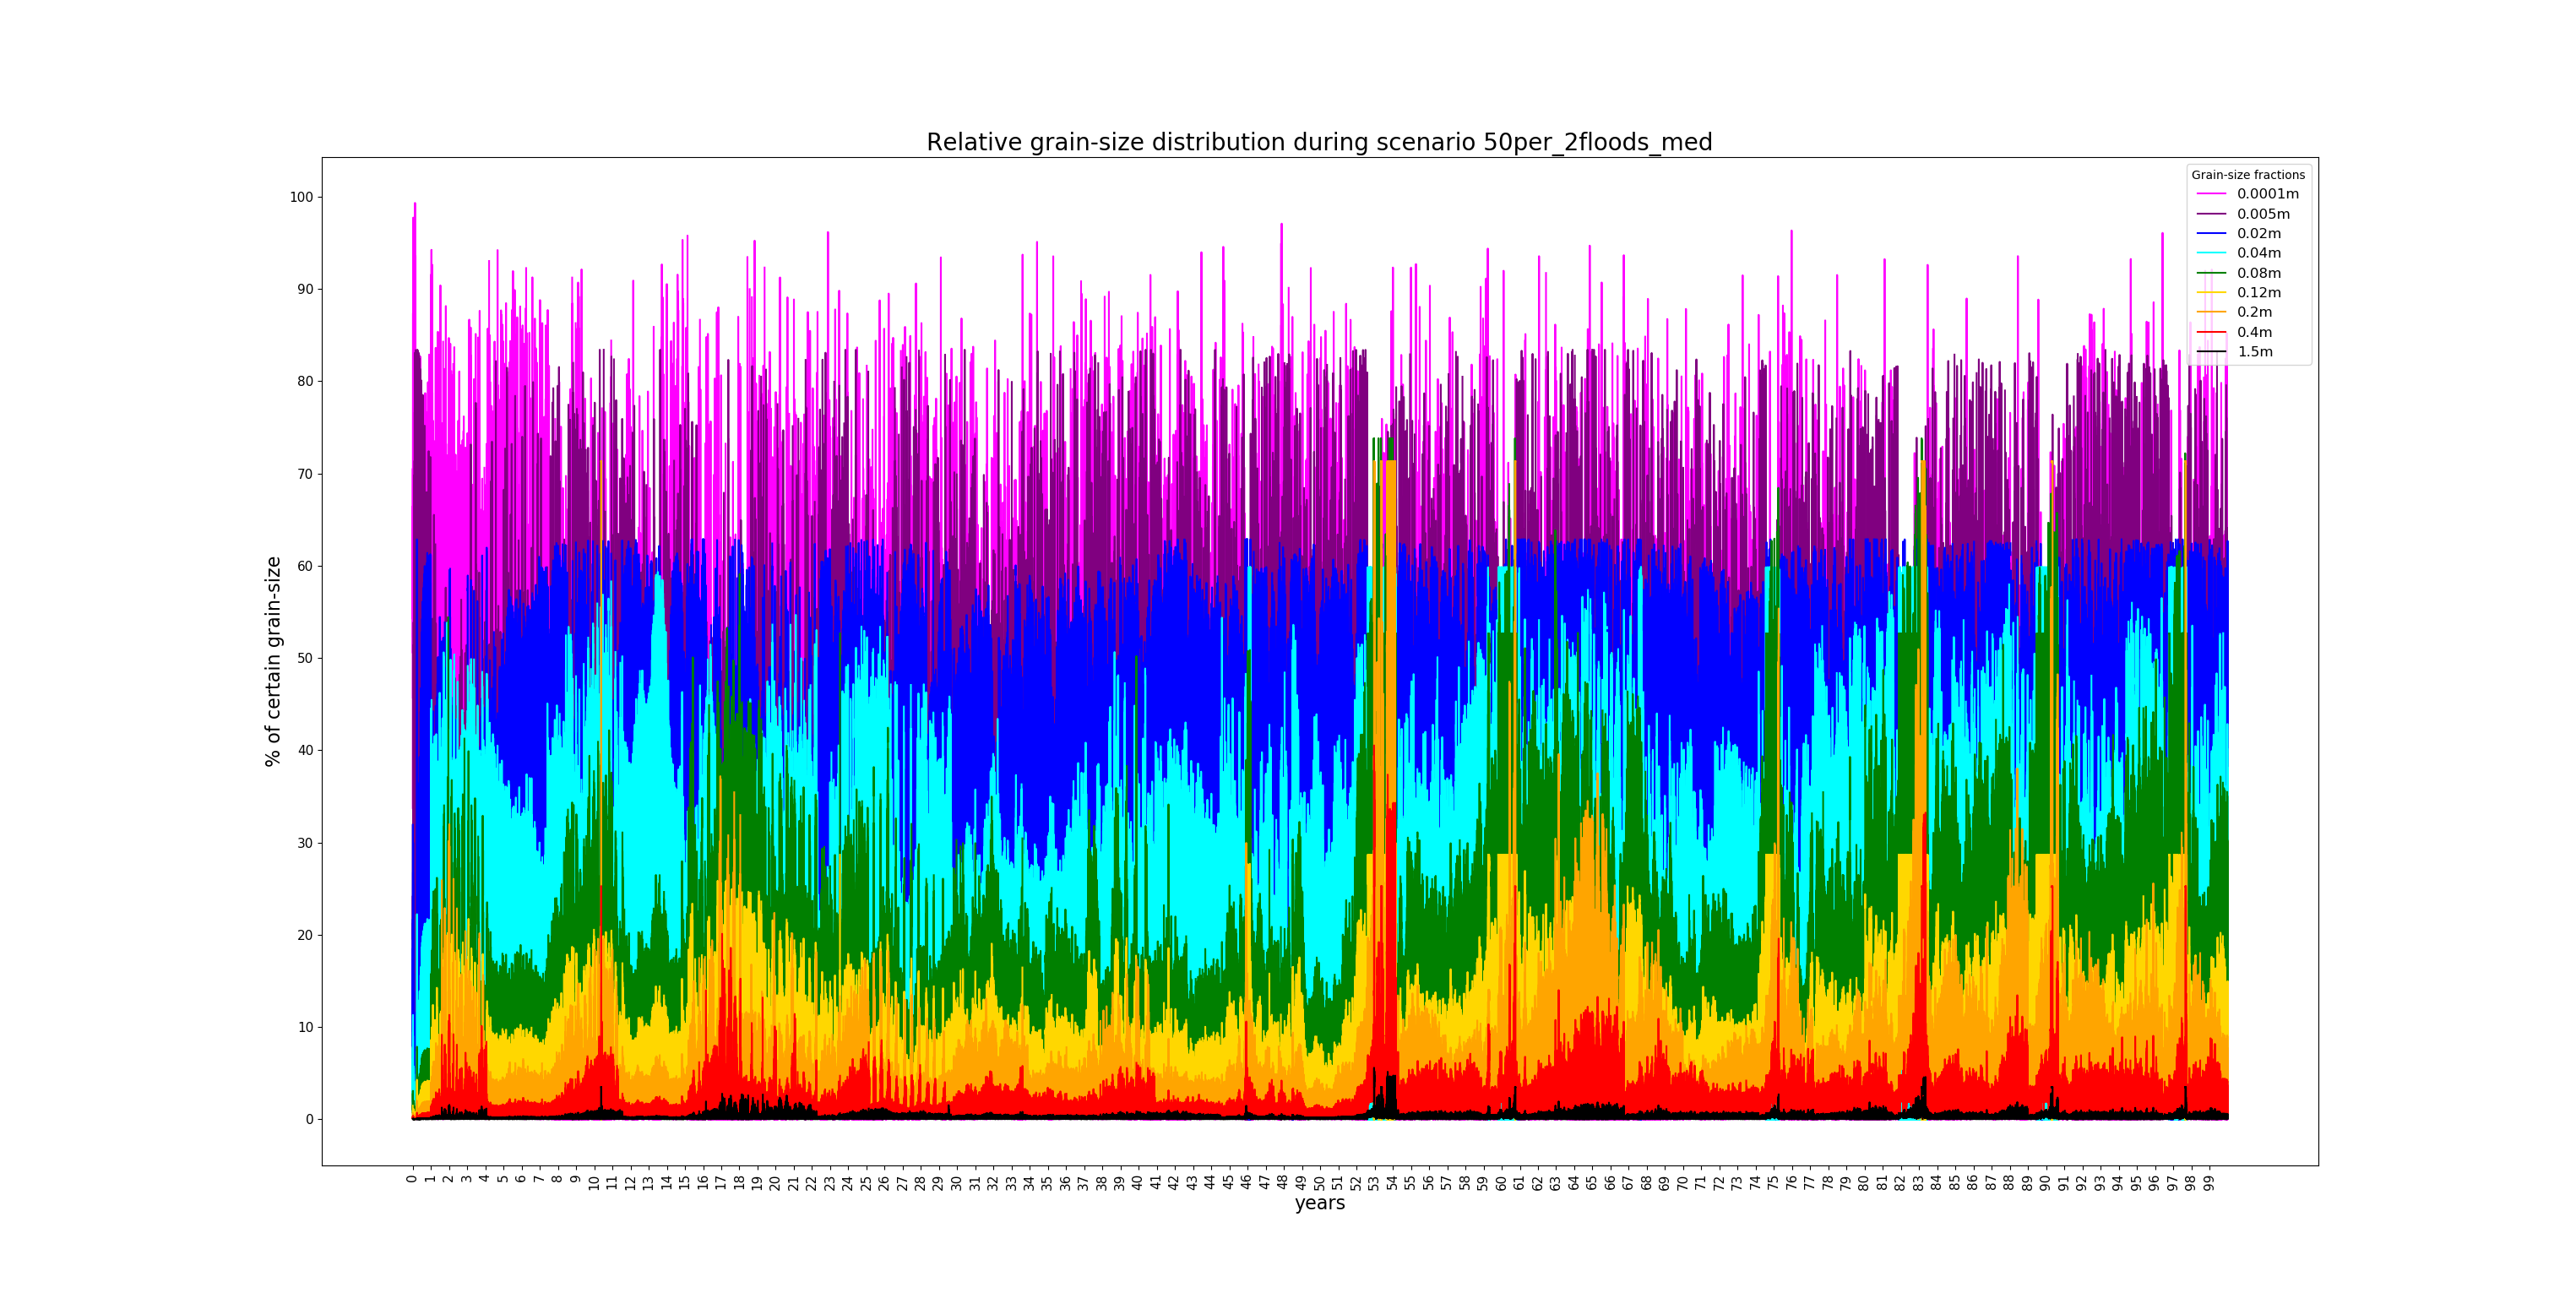 Relative grain-size distribution during scenario 50per_2floods_med
Grain-size fractions
0.0001m
0.005m
0.02m
0.04m
0.08m
0.12m
0.2m
0.4m
1.5m
% of certain grain-size
100
90
80
70
60
50
40
30
20
10
0
0 1 2 3 4 5 6 7 8 9 10 11 12 13 14 15 16 17 18 19 20 21 22 23 24 25 26 27 28 29 30 31 32 33 34 35 36 37 38 39 40 41 42 43 44 45 46 47 48 49 50 51 52 53 54 55 56 57 58 59 60 61 62 63 64 65 66 67 68 69 70 71 72 73 74 75 76 77 78 79 80 81 82 83 84 85 86 87 88 89 90 91 92 93 94 95 96 97 98 99
years